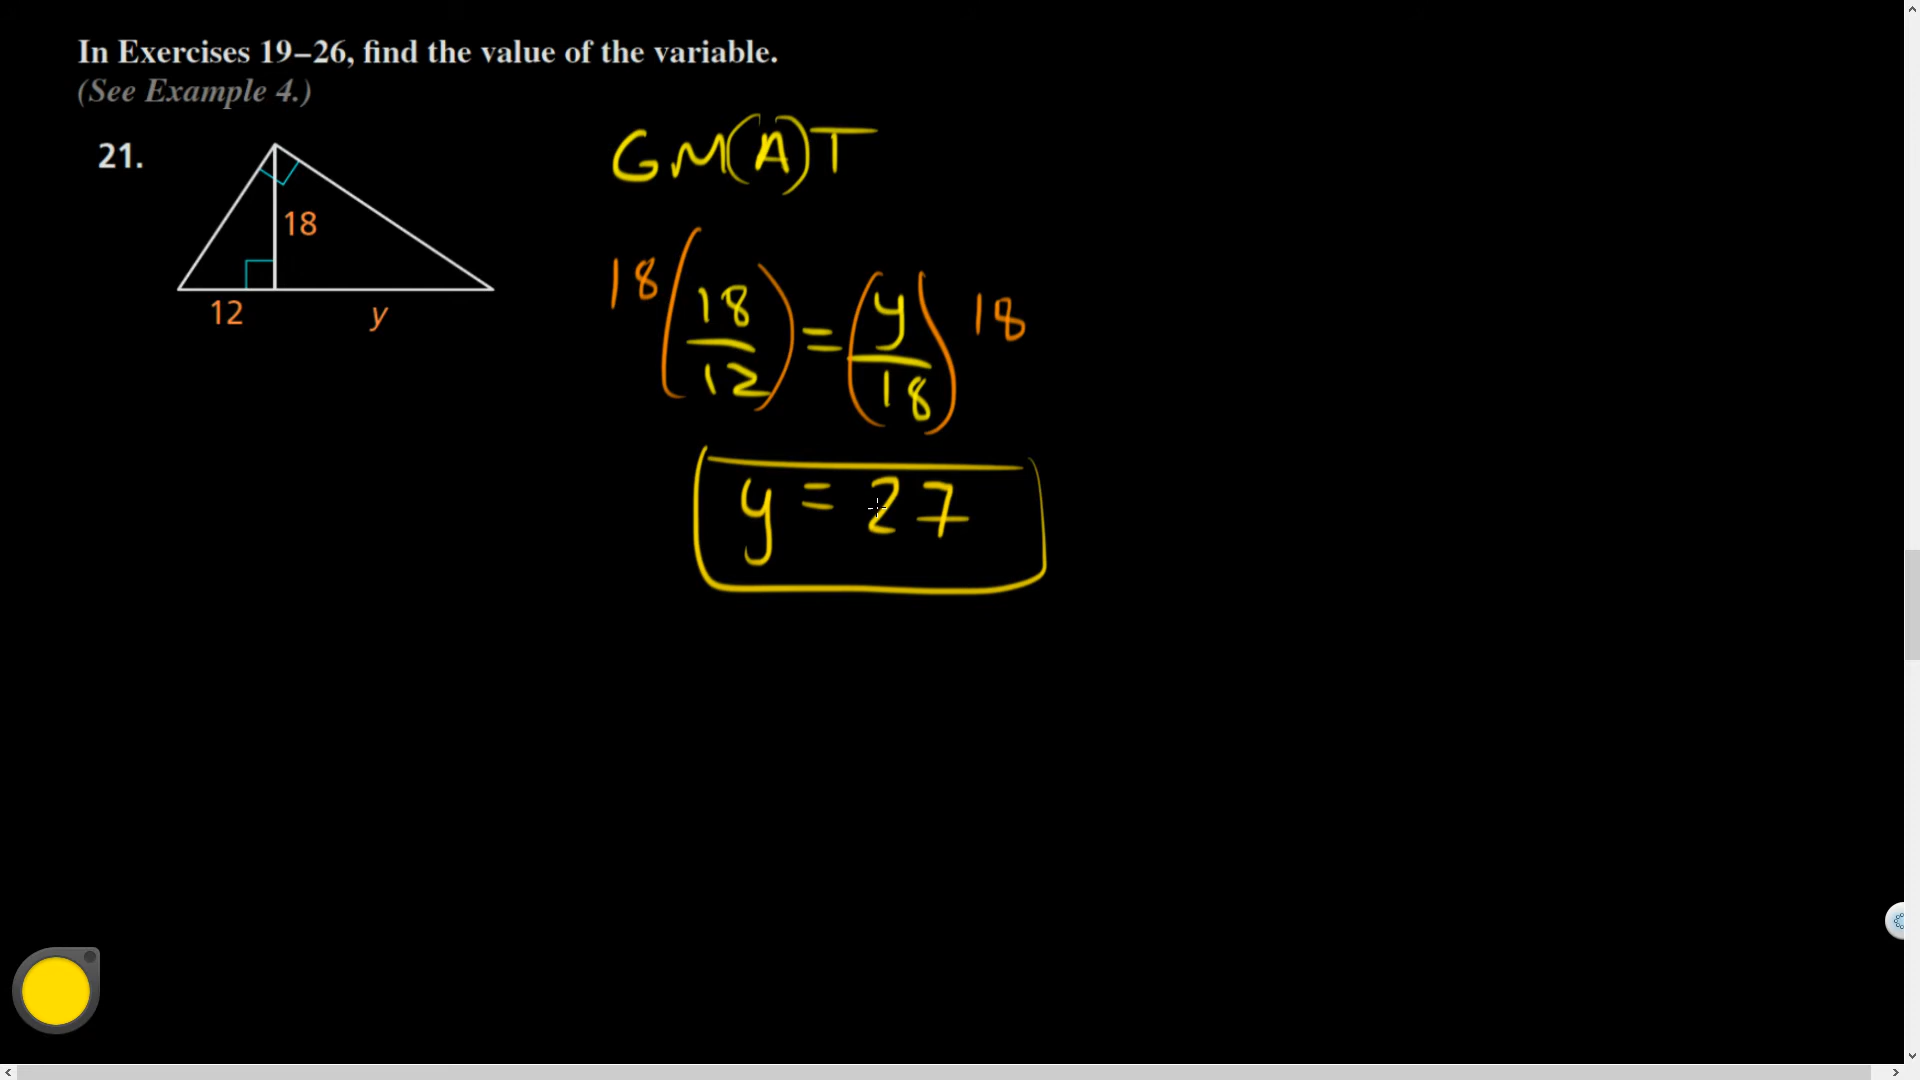 In Exercises 19–26, find the value of the variable.
(See Example 4.)
21.
18
12
y
GM(A)T
18(18/12) = (y/18)18
y = 27